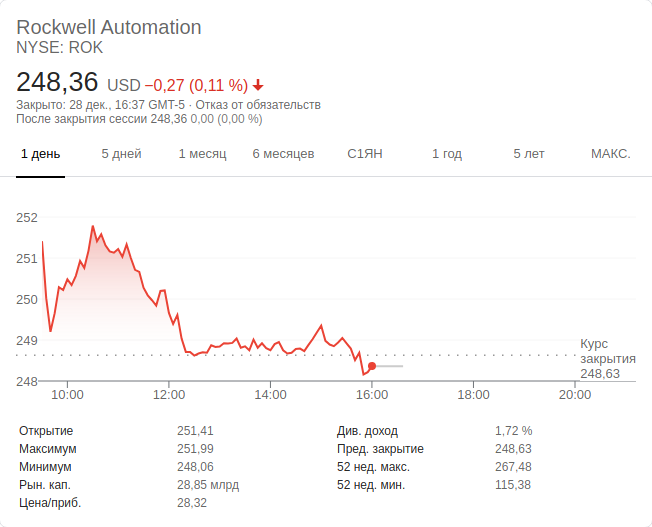 Rockwell Automation
NYSE: ROK
248,36 USD −0,27 (0,11 %)
Закрыто: 28 дек., 16:37 GMT-5 · Отказ от обязательств
После закрытия сессии 248,36 0,00 (0,00 %)
1 день 5 дней 1 месяц 6 месяцев С1ЯН 1 год 5 лет МАКС.
252
251
250
249
Курс
закрытия
248,63
248
10:00 12:00 14:00 16:00 18:00 20:00
Открытие 251,41 Див. доход 1,72 %
Максимум 251,99 Пред. закрытие 248,63
Минимум 248,06 52 нед. макс. 267,48
Рын. кап. 28,85 млрд 52 нед. мин. 115,38
Цена/приб. 28,32